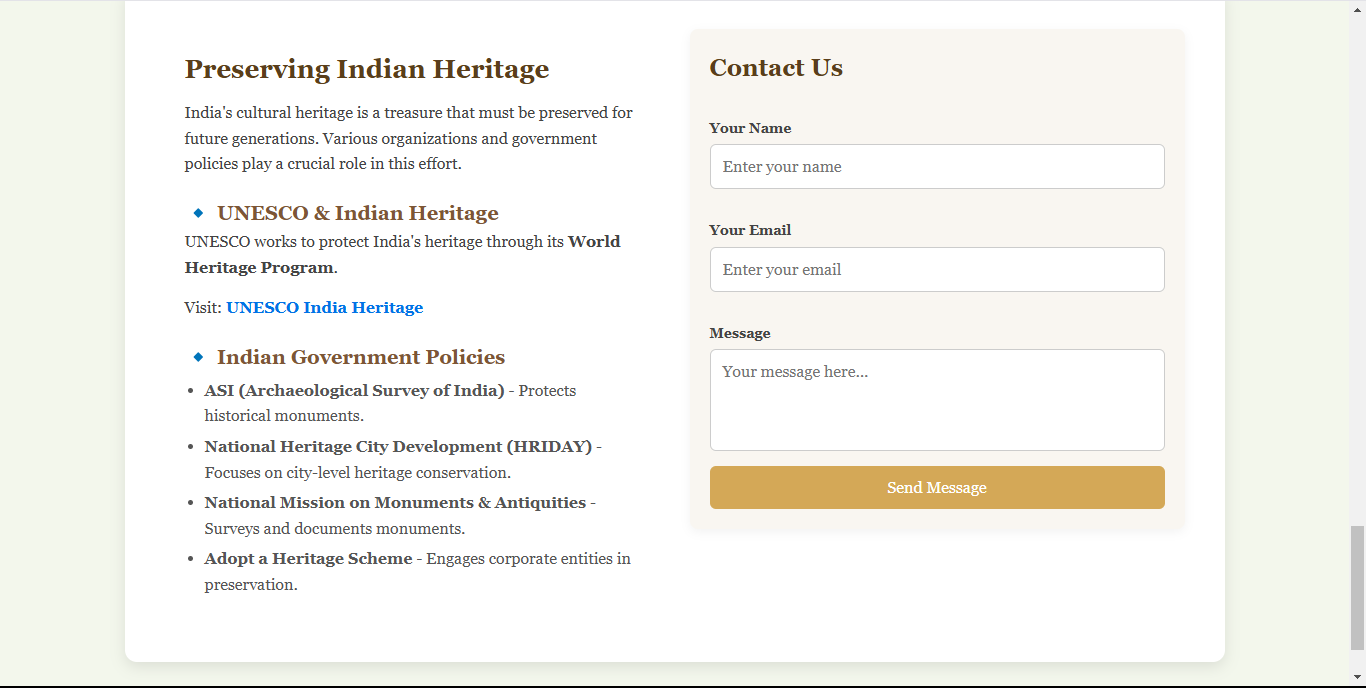 Preserving Indian Heritage
India's cultural heritage is a treasure that must be preserved for
future generations. Various organizations and government
policies play a crucial role in this effort.
UNESCO & Indian Heritage
UNESCO works to protect India's heritage through its World
Heritage Program.
Visit: UNESCO India Heritage
Indian Government Policies
• ASI (Archaeological Survey of India) - Protects
historical monuments.
• National Heritage City Development (HRIDAY) -
Focuses on city-level heritage conservation.
• National Mission on Monuments & Antiquities -
Surveys and documents monuments.
• Adopt a Heritage Scheme - Engages corporate entities in
preservation.
Contact Us
Your Name
Enter your name
Your Email
Enter your email
Message
Your message here...
Send Message